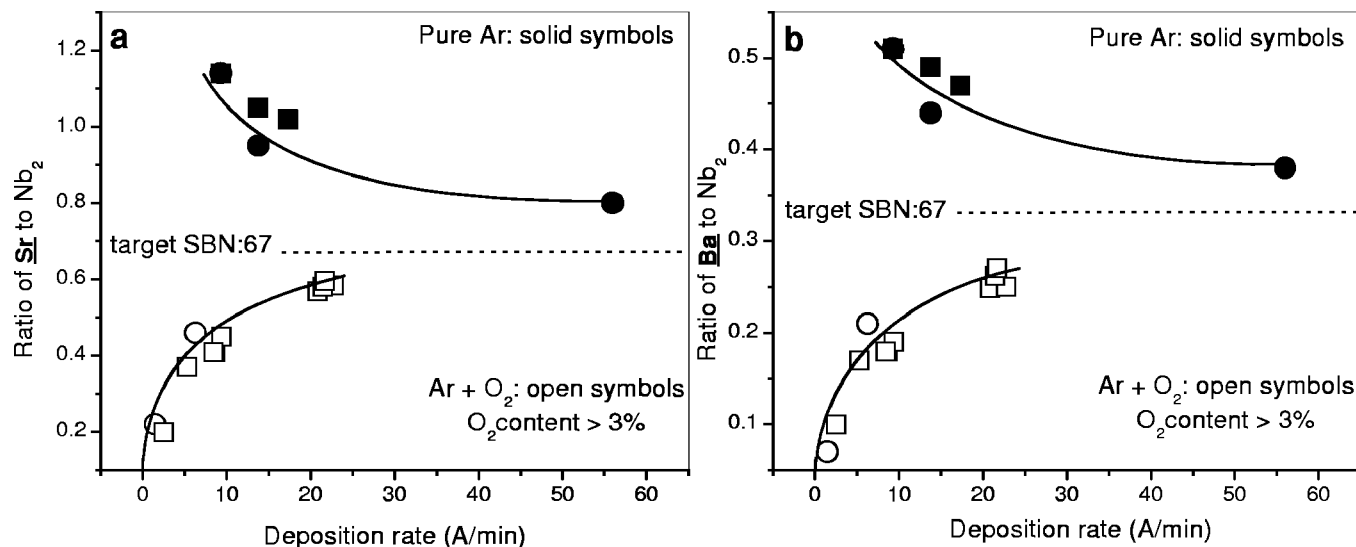 a
Pure Ar: solid symbols
1.2
1.0
0.8
0.6
0.4
0.2
Ratio of Sr to Nb2
target SBN:67
Ar + O2: open symbols
O2content > 3%
0 10 20 30 40 50 60
Deposition rate (A/min)
b
Pure Ar: solid symbols
0.5
0.4
0.3
0.2
0.1
Ratio of Ba to Nb2
target SBN:67
Ar + O2: open symbols
O2content > 3%
0 10 20 30 40 50 60
Deposition rate (A/min)